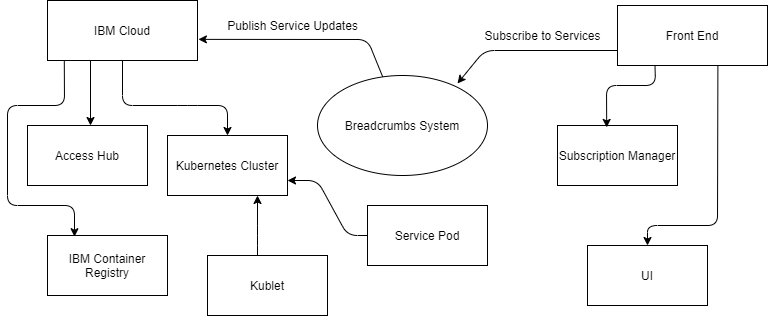 IBM Cloud
Publish Service Updates
Subscribe to Services
Front End
Breadcrumbs System
Access Hub
Kubernetes Cluster
Subscription Manager
Service Pod
IBM Container
Registry
Kublet
UI